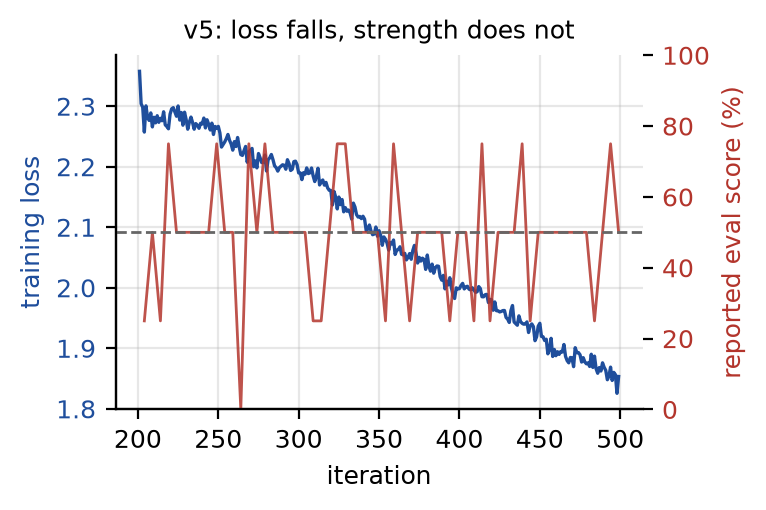 v5: loss falls, strength does not
training loss
2.3
2.2
2.1
2.0
1.9
1.8
100
80
60
40
20
0
reported eval score (%)
200 250 300 350 400 450 500
iteration